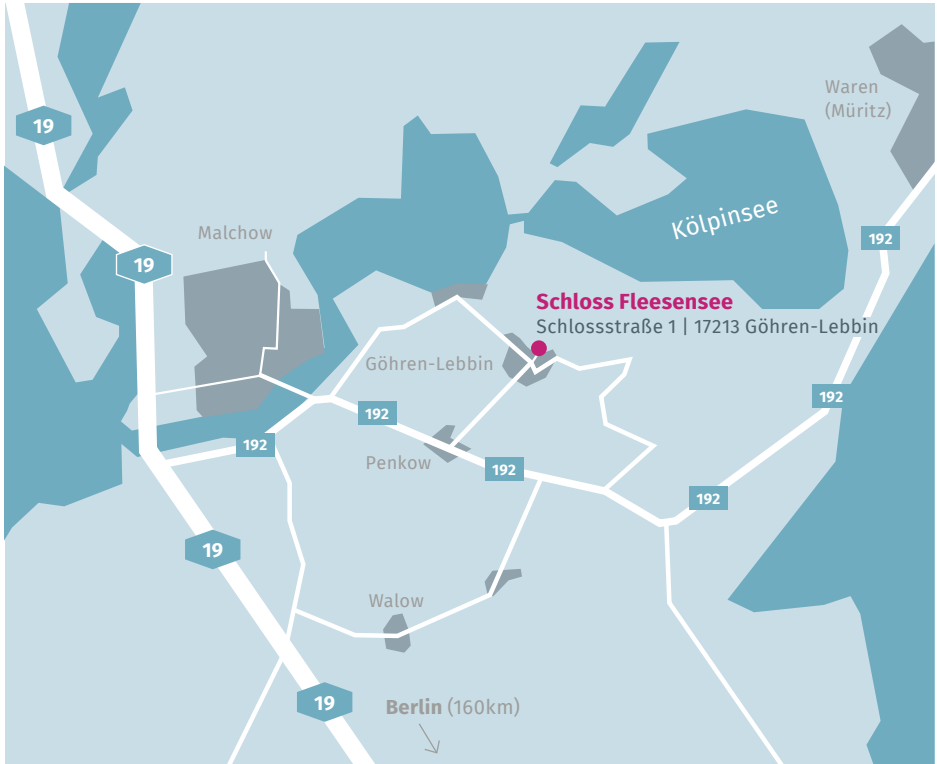 Waren
(Müritz)
19
Kölpinsee
Malchow
192
19
Schloss Fleesensee
Schlossstraße 1 | 17213 Göhren-Lebbin
Göhren-Lebbin
192
192
192
Penkow
192
192
19
Walow
19
Berlin (160km)